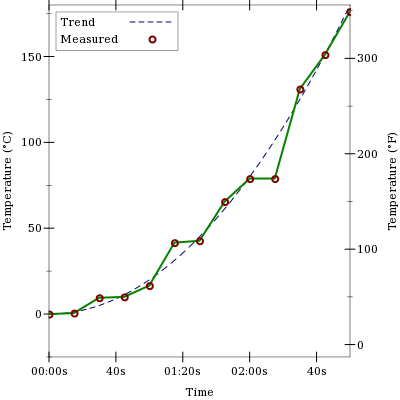 Trend
Measured
Temperature (°C)
150
100
50
0
Temperature (°F)
300
200
100
0
00:00s 40s 01:20s 02:00s 40s
Time